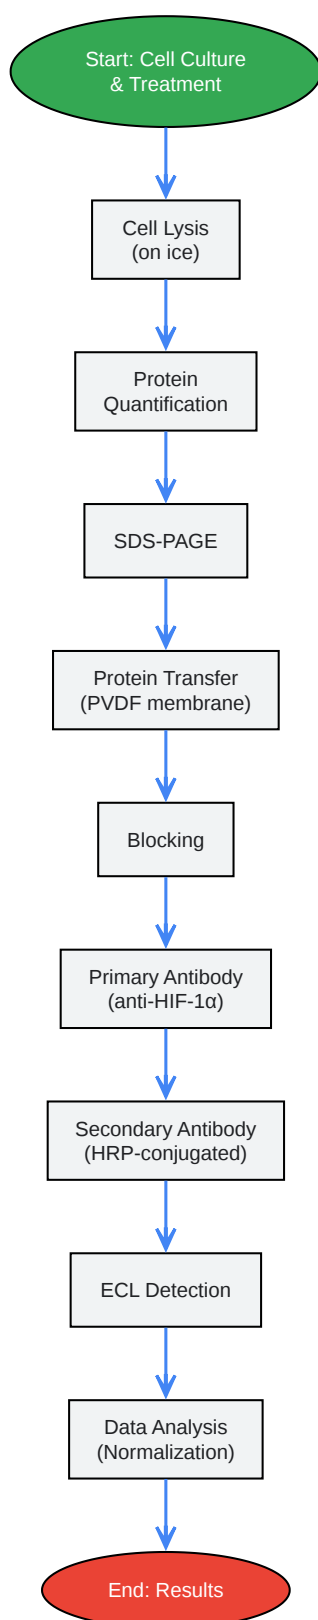 Start: Cell Culture
& Treatment
Cell Lysis
(on ice)
Protein
Quantification
SDS-PAGE
Protein Transfer
(PVDF membrane)
Blocking
Primary Antibody
(anti-HIF-1α)
Secondary Antibody
(HRP-conjugated)
ECL Detection
Data Analysis
(Normalization)
End: Results